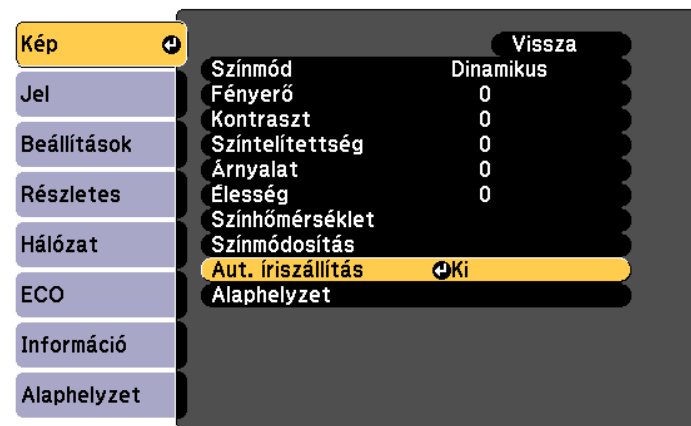 Kép
Jel
Beállítások
Részletes
Hálózat
ECO
Információ
Alaphelyzet
Vissza
Színmód Dinamikus
Fényerő 0
Kontraszt 0
Színtelítettség 0
Árnyalat 0
Élesség 0
Színhőmérséklet
Színmódosítás
Aut. íriszállítás Ki
Alaphelyzet